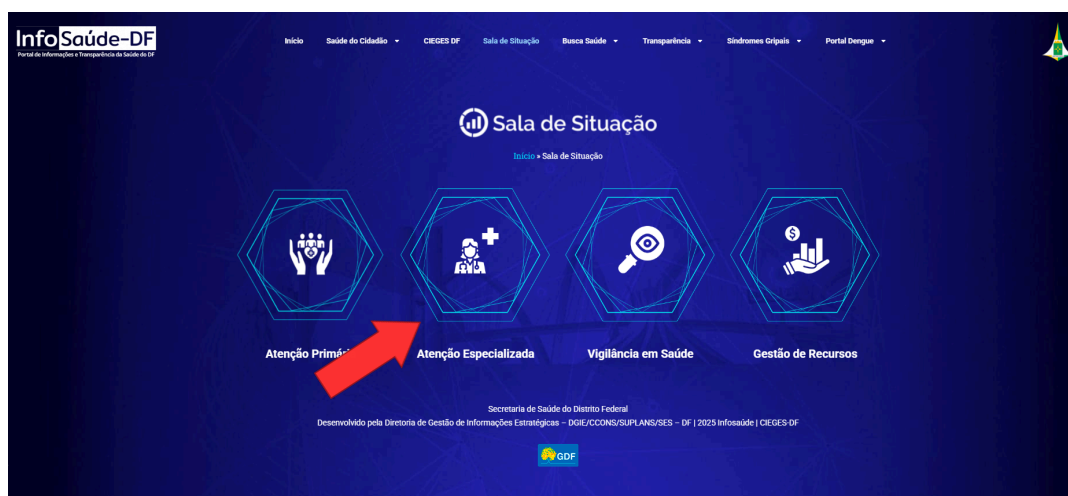 InfoSaúde-DF
Portal de Informações e Transparência da Saúde do DF
Início Saúde do Cidadão CIEGES DF Sala de Situação Busca Saúde Transparência Síndromes Gripais Portal Dengue
Sala de Situação
Início » Sala de Situação
Atenção Primári
Atenção Especializada
Vigilância em Saúde
Gestão de Recursos
Secretaria de Saúde do Distrito Federal
Desenvolvido pela Diretoria de Gestão de Informações Estratégicas – DGIE/CCONS/SUPLANS/SES – DF | 2025 Infosaúde | CIEGES-DF
GDF